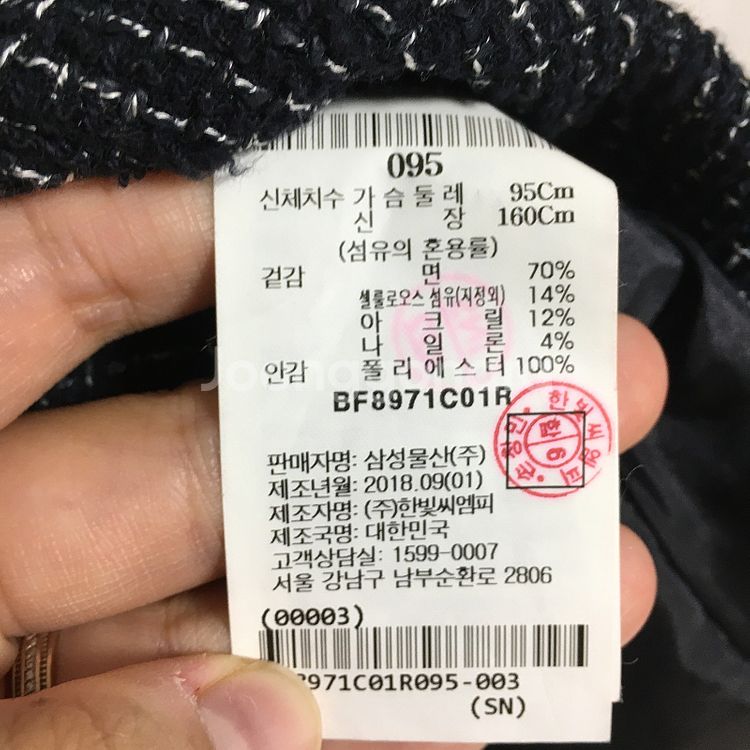 095
신체치수 가 슴 둘 레 95Cm
신 장 160Cm
(섬유의 혼용률)
겉감 면 70%
셀룰로오스 섬유(지정외) 14%
아 크 릴 12%
나 일 론 4%
안감 폴 리 에 스 터 100%
BF8971C01R
판매자명: 삼성물산(주)
제조년월: 2018.09(01)
제조자명: (주)한빛씨엠피
제조국명: 대한민국
고객상담실: 1599-0007
서울 강남구 남부순환로 2806
(00003)
8971C01R095-003
(SN)